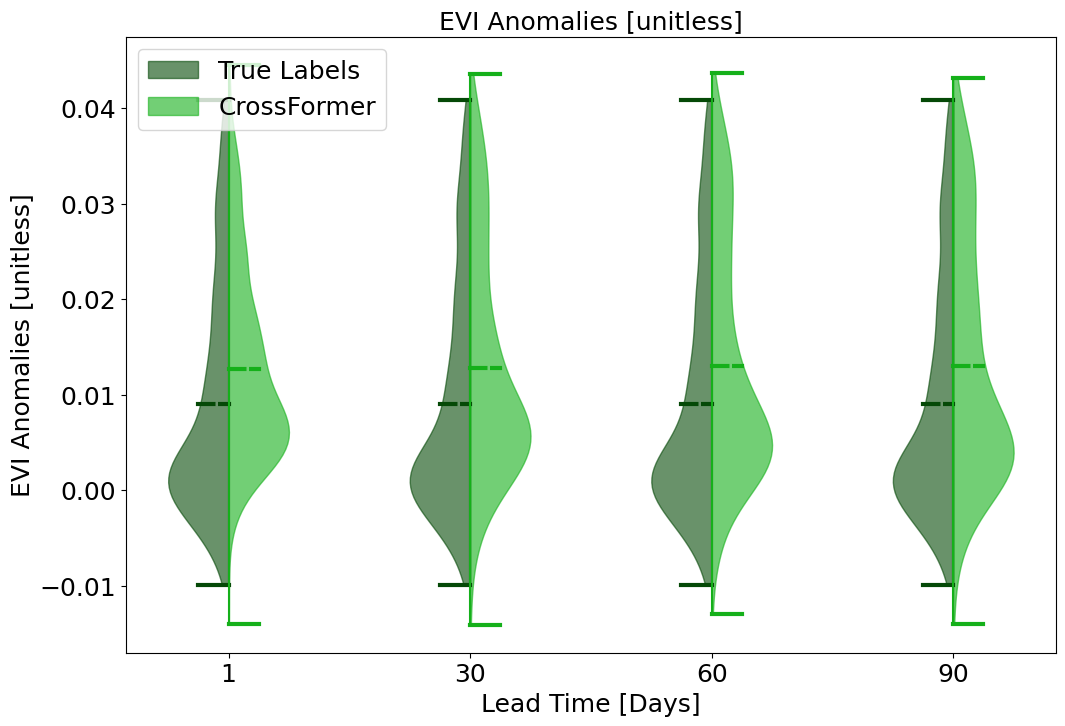 EVI Anomalies [unitless]
True Labels
CrossFormer
EVI Anomalies [unitless]
0.04
0.03
0.02
0.01
0.00
−0.01
1 30 60 90
Lead Time [Days]